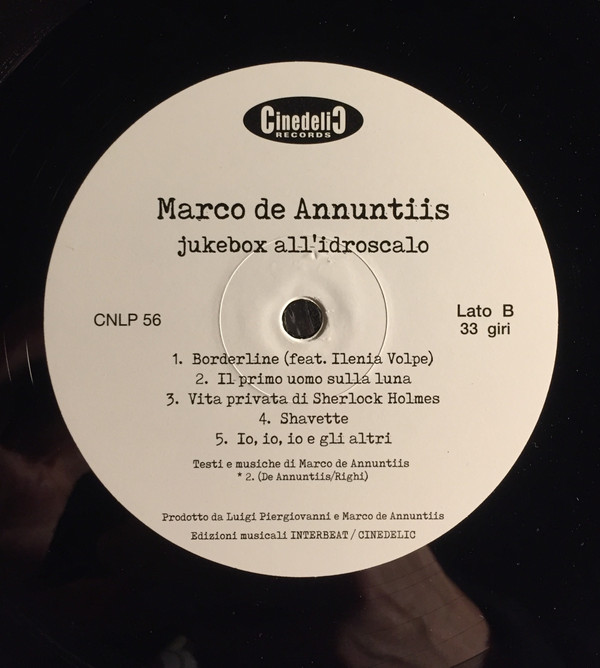 CinedeliC
RECORDS
Marco de Annuntiis
jukebox all'idroscalo
CNLP 56
Lato B
33 giri
1. Borderline (feat. Ilenia Volpe)
2. Il primo uomo sulla luna
3. Vita privata di Sherlock Holmes
4. Shavette
5. Io, io, io e gli altri
Testi e musiche di Marco de Annuntiis
* 2. (De Annuntiis/Righi)
Prodotto da Luigi Piergiovanni e Marco de Annuntiis
Edizioni musicali INTERBEAT / CINEDELIC